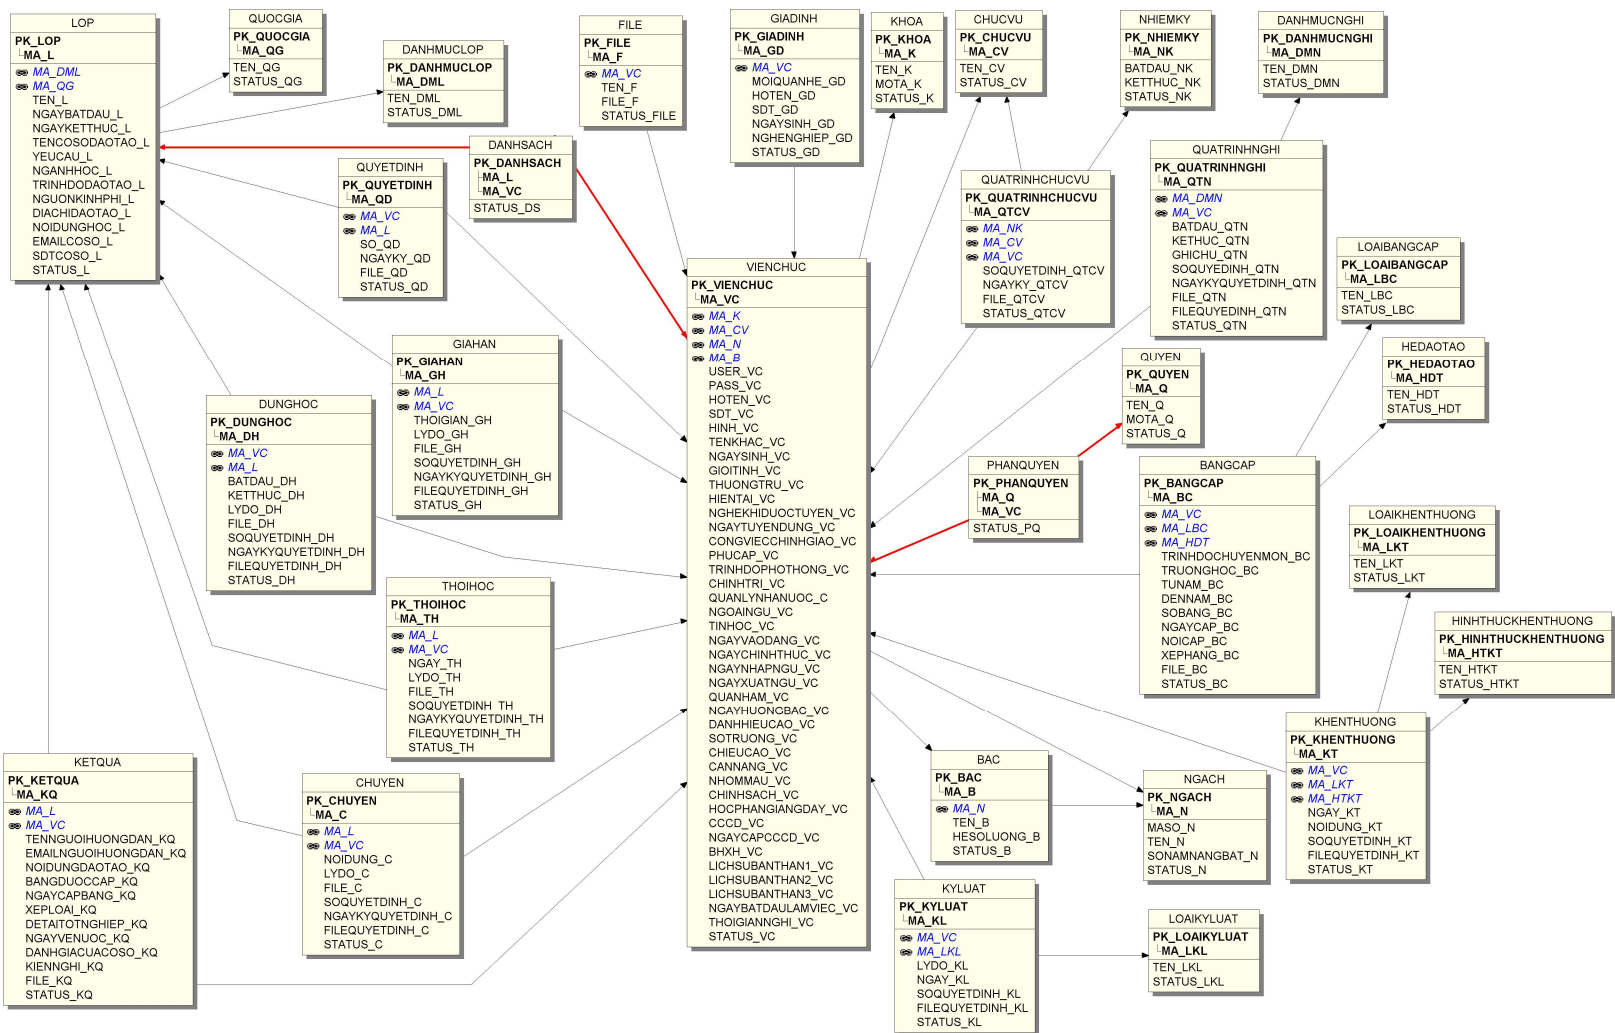 LOP
PK_LOP
MA_L
MA_DML
MA_QG
TEN_L
NGAYBATDAU_L
NGAYKETTHUC_L
TENCOSODAOTAO_L
YEUCAU_L
NGANHHOC_L
TRINHDODAOTAO_L
NGUONKINHPHI_L
DIACHIDAOTAO_L
NOIDUNGHOC_L
EMAILCOSO_L
SDTCOSO_L
STATUS_L
QUOCGIA
PK_QUOCGIA
MA_QG
TEN_QG
STATUS_QG
DANHMUCLOP
PK_DANHMUCLOP
MA_DML
TEN_DML
STATUS_DML
DANHSACH
PK_DANHSACH
MA_L
MA_VC
STATUS_DS
QUYETDINH
PK_QUYETDINH
MA_QD
MA_VC
MA_L
SO_QD
NGAYKY_QD
FILE_QD
STATUS_QD
FILE
PK_FILE
MA_F
MA_VC
TEN_F
FILE_F
STATUS_FILE
GIADINH
PK_GIADINH
MA_GD
MA_VC
MOIQUANHE_GD
HOTEN_GD
SDT_GD
NGAYSINH_GD
NGHENGHIEP_GD
STATUS_GD
KHOA
PK_KHOA
MA_K
TEN_K
MOTA_K
STATUS_K
CHUCVU
PK_CHUCVU
MA_CV
TEN_CV
STATUS_CV
NHIEMKY
PK_NHIEMKY
MA_NK
BATDAU_NK
KETTHUC_NK
STATUS_NK
DANHMUCNGHI
PK_DANHMUCNGHI
MA_DMN
TEN_DMN
STATUS_DMN
QUATRINHCHUCVU
PK_QUATRINHCHUCVU
MA_QTCV
MA_NK
MA_CV
MA_VC
SOQUYETDINH_QTCV
NGAYKY_QTCV
FILE_QTCV
STATUS_QTCV
QUATRINHNGHI
PK_QUATRINHNGHI
MA_QTN
MA_DMN
MA_VC
BATDAU_QTN
KETHUC_QTN
GHICHU_QTN
SOQUYEDINH_QTN
NGAYKYQUYETDINH_QTN
FILE_QTN
FILEQUYEDINH_QTN
STATUS_QTN
LOAIBANGCAP
PK_LOAIBANGCAP
MA_LBC
TEN_LBC
STATUS_LBC
HEDAOTAO
PK_HEDAOTAO
MA_HDT
TEN_HDT
STATUS_HDT
QUYEN
PK_QUYEN
MA_Q
TEN_Q
MOTA_Q
STATUS_Q
PHANQUYEN
PK_PHANQUYEN
MA_Q
MA_VC
STATUS_PQ
VIENCHUC
PK_VIENCHUC
MA_VC
MA_K
MA_CV
MA_N
MA_B
USER_VC
PASS_VC
HOTEN_VC
SDT_VC
HINH_VC
TENKHAC_VC
NGAYSINH_VC
GIOITINH_VC
THUONGTRU_VC
HIENTAI_VC
NGHEKHIDUOCTUYEN_VC
NGAYTUYENDUNG_VC
CONGVIECCHINHGIAO_VC
PHUCAP_VC
TRINHDOPHOTHONG_VC
CHINHTRI_VC
QUANLYNHANUOC_C
NGOAINGU_VC
TINHOC_VC
NGAYVAODANG_VC
NGAYCHINHTHUC_VC
NGAYNHAPNGU_VC
NGAYXUATNGU_VC
QUANHAM_VC
NGAYHUONGBAC_VC
DANHHIEUCAO_VC
SOTRUONG_VC
CHIEUCAO_VC
CANNANG_VC
NHOMMAU_VC
CHINHSACH_VC
HOCPHANGIANGDAY_VC
CCCD_VC
NGAYCAPCCCD_VC
BHXH_VC
LICHSUBANTHAN1_VC
LICHSUBANTHAN2_VC
LICHSUBANTHAN3_VC
NGAYBATDAULAMVIEC_VC
THOIGIANNGHI_VC
STATUS_VC
GIAHAN
PK_GIAHAN
MA_GH
MA_L
MA_VC
THOIGIAN_GH
LYDO_GH
FILE_GH
SOQUYETDINH_GH
NGAYKYQUYETDINH_GH
FILEQUYETDINH_GH
STATUS_GH
DUNGHOC
PK_DUNGHOC
MA_DH
MA_VC
MA_L
BATDAU_DH
KETTHUC_DH
LYDO_DH
FILE_DH
SOQUYETDINH_DH
NGAYKYQUYETDINH_DH
FILEQUYETDINH_DH
STATUS_DH
THOIHOC
PK_THOIHOC
MA_TH
MA_L
MA_VC
NGAY_TH
LYDO_TH
FILE_TH
SOQUYETDINH_TH
NGAYKYQUYETDINH_TH
FILEQUYETDINH_TH
STATUS_TH
BANGCAP
PK_BANGCAP
MA_BC
MA_VC
MA_LBC
MA_HDT
TRINHDOCHUYENMON_BC
TRUONGHOC_BC
TUNAM_BC
DENNAM_BC
SOBANG_BC
NGAYCAP_BC
NOICAP_BC
XEPHANG_BC
FILE_BC
STATUS_BC
LOAIKHENTHUONG
PK_LOAIKHENTHUONG
MA_LKT
TEN_LKT
STATUS_LKT
HINHTHUCKHENTHUONG
PK_HINHTHUCKHENTHUONG
MA_HTKT
TEN_HTKT
STATUS_HTKT
KHENTHUONG
PK_KHENTHUONG
MA_KT
MA_VC
MA_LKT
MA_HTKT
NGAY_KT
NOIDUNG_KT
SOQUYETDINH_KT
FILEQUYETDINH_KT
STATUS_KT
KETQUA
PK_KETQUA
MA_KQ
MA_L
MA_VC
TENNGUOIHUONGDAN_KQ
EMAILNGUOIHUONGDAN_KQ
NOIDUNGDAOTAO_KQ
BANGDUOCCAP_KQ
NGAYCAPBANG_KQ
XEPLOAI_KQ
DETAITOTNGHIEP_KQ
NGAYVENUOC_KQ
DANHGIACUACOSO_KQ
KIENNGHI_KQ
FILE_KQ
STATUS_KQ
CHUYEN
PK_CHUYEN
MA_C
MA_L
MA_VC
NOIDUNG_C
LYDO_C
FILE_C
SOQUYETDINH_C
NGAYKYQUYETDINH_C
FILEQUYETDINH_C
STATUS_C
BAC
PK_BAC
MA_B
MA_N
TEN_B
HESOLUONG_B
STATUS_B
NGACH
PK_NGACH
MA_N
MASO_N
TEN_N
SONAMNANGBAT_N
STATUS_N
KYLUAT
PK_KYLUAT
MA_KL
MA_VC
MA_LKL
LYDO_KL
NGAY_KL
SOQUYETDINH_KL
FILEQUYETDINH_KL
STATUS_KL
LOAIKYLUAT
PK_LOAIKYLUAT
MA_LKL
TEN_LKL
STATUS_LKL